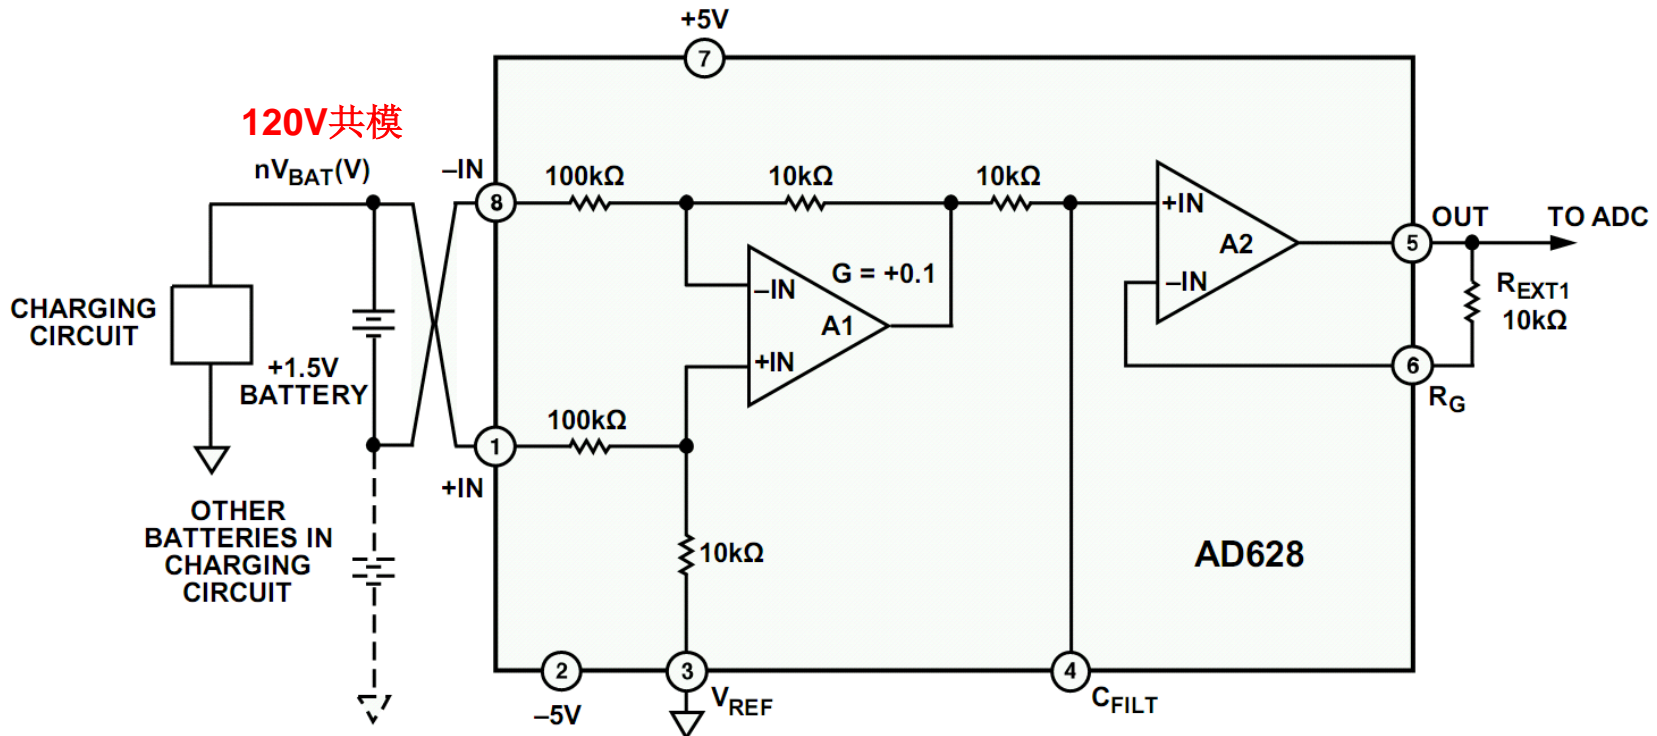 +5V
7
120V共模
nVBAT(V)
–IN
8
100kΩ
10kΩ
10kΩ
+IN
A2
–IN
OUT
TO ADC
5
REXT1
10kΩ
6
RG
G = +0.1
–IN
A1
+IN
CHARGING
CIRCUIT
+1.5V
BATTERY
100kΩ
1
+IN
OTHER
BATTERIES IN
CHARGING
CIRCUIT
10kΩ
AD628
2
–5V
3
VREF
4
CFILT